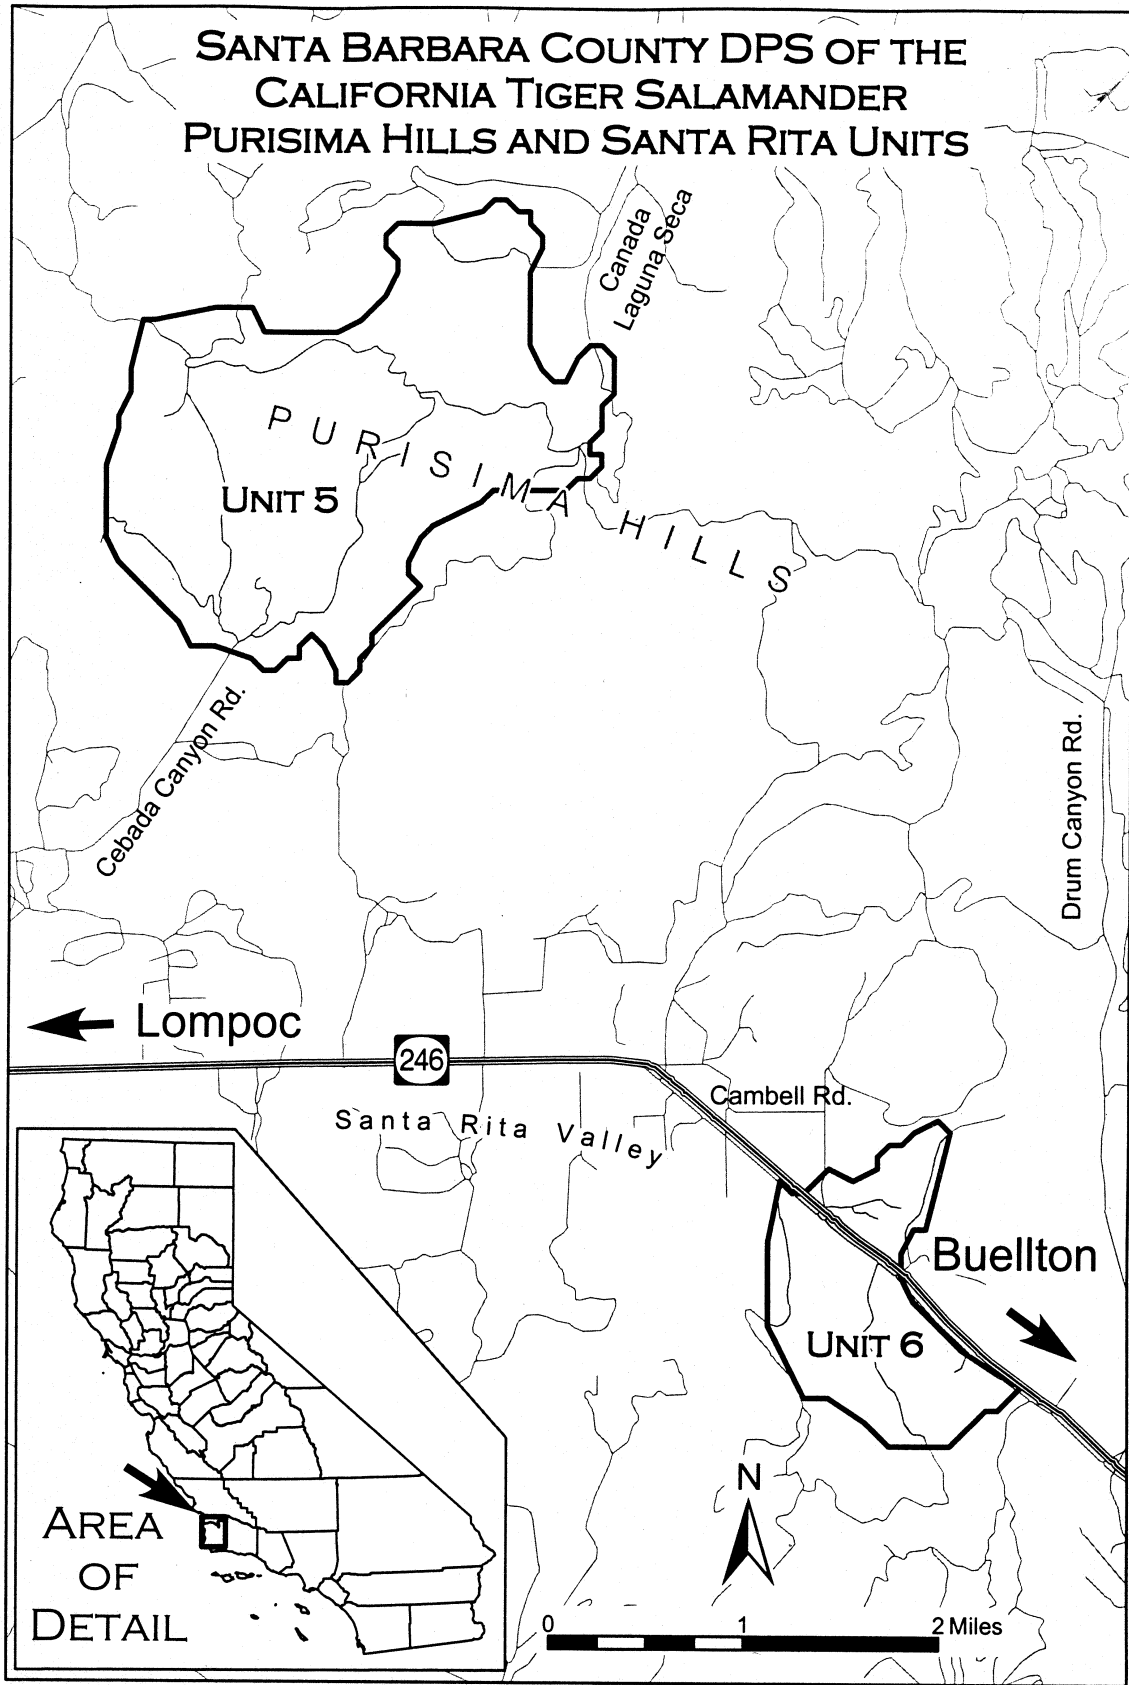 SANTA BARBARA COUNTY DPS OF THE
CALIFORNIA TIGER SALAMANDER
PURISIMA HILLS AND SANTA RITA UNITS
Canada
Laguna Seca
PURISIMA HILLS
UNIT 5
Cebada Canyon Rd.
Drum Canyon Rd.
Lompoc
246
Cambell Rd.
Santa Rita Valley
Buellton
UNIT 6
N
AREA
OF
DETAIL
0 1 2 Miles